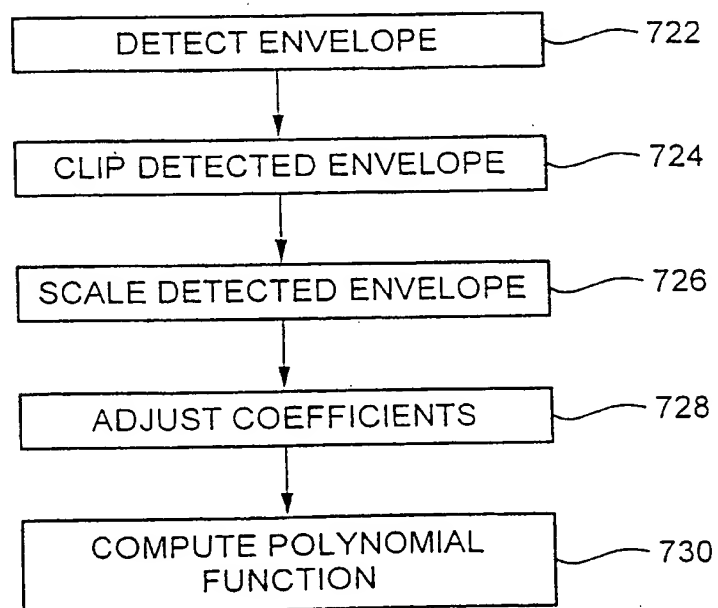 DETECT ENVELOPE
722
CLIP DETECTED ENVELOPE
724
SCALE DETECTED ENVELOPE
726
ADJUST COEFFICIENTS
728
COMPUTE POLYNOMIAL
FUNCTION
730